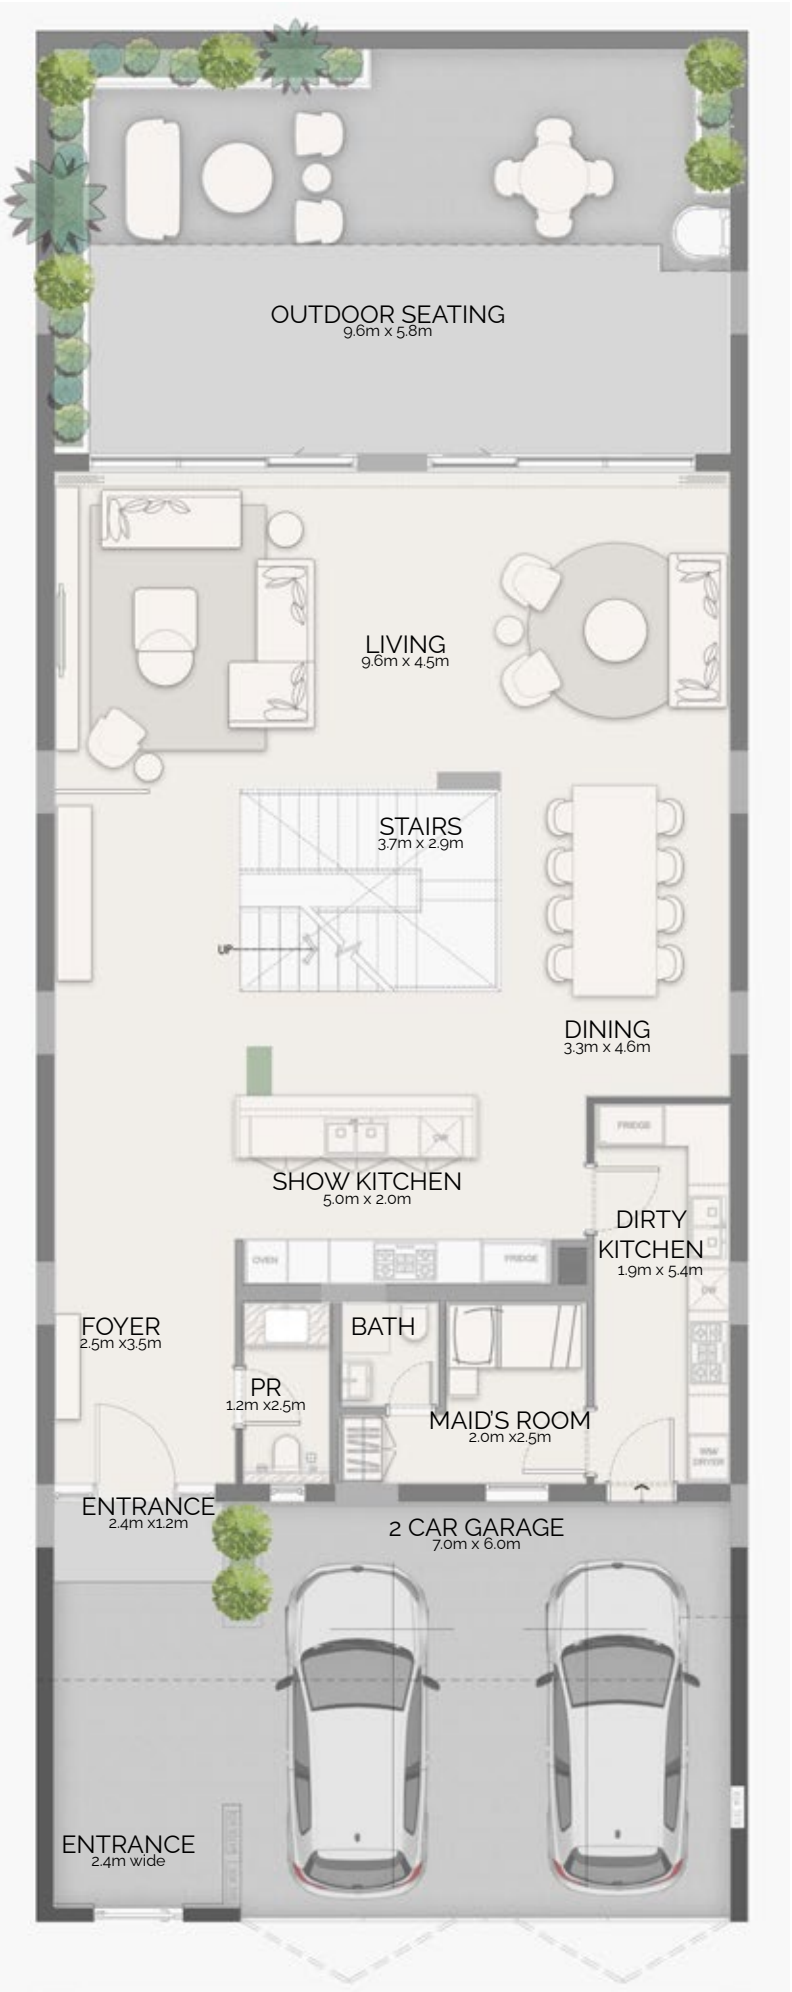 OUTDOOR SEATING
9.6m x 5.8m
LIVING
9.6m x 4.5m
STAIRS
3.7m x 2.9m
UP
DINING
3.3m x 4.6m
FRIDGE
DW
SHOW KITCHEN
5.0m x 2.0m
DIRTY
KITCHEN
1.9m x 5.4m
OVEN
FRIDGE
DW
FOYER
2.5m x3.5m
BATH
PR
1.2m x2.5m
MAID'S ROOM
2.0m x2.5m
WM
DRYER
ENTRANCE
2.4m x1.2m
2 CAR GARAGE
7.0m x 6.0m
ENTRANCE
2.4m wide